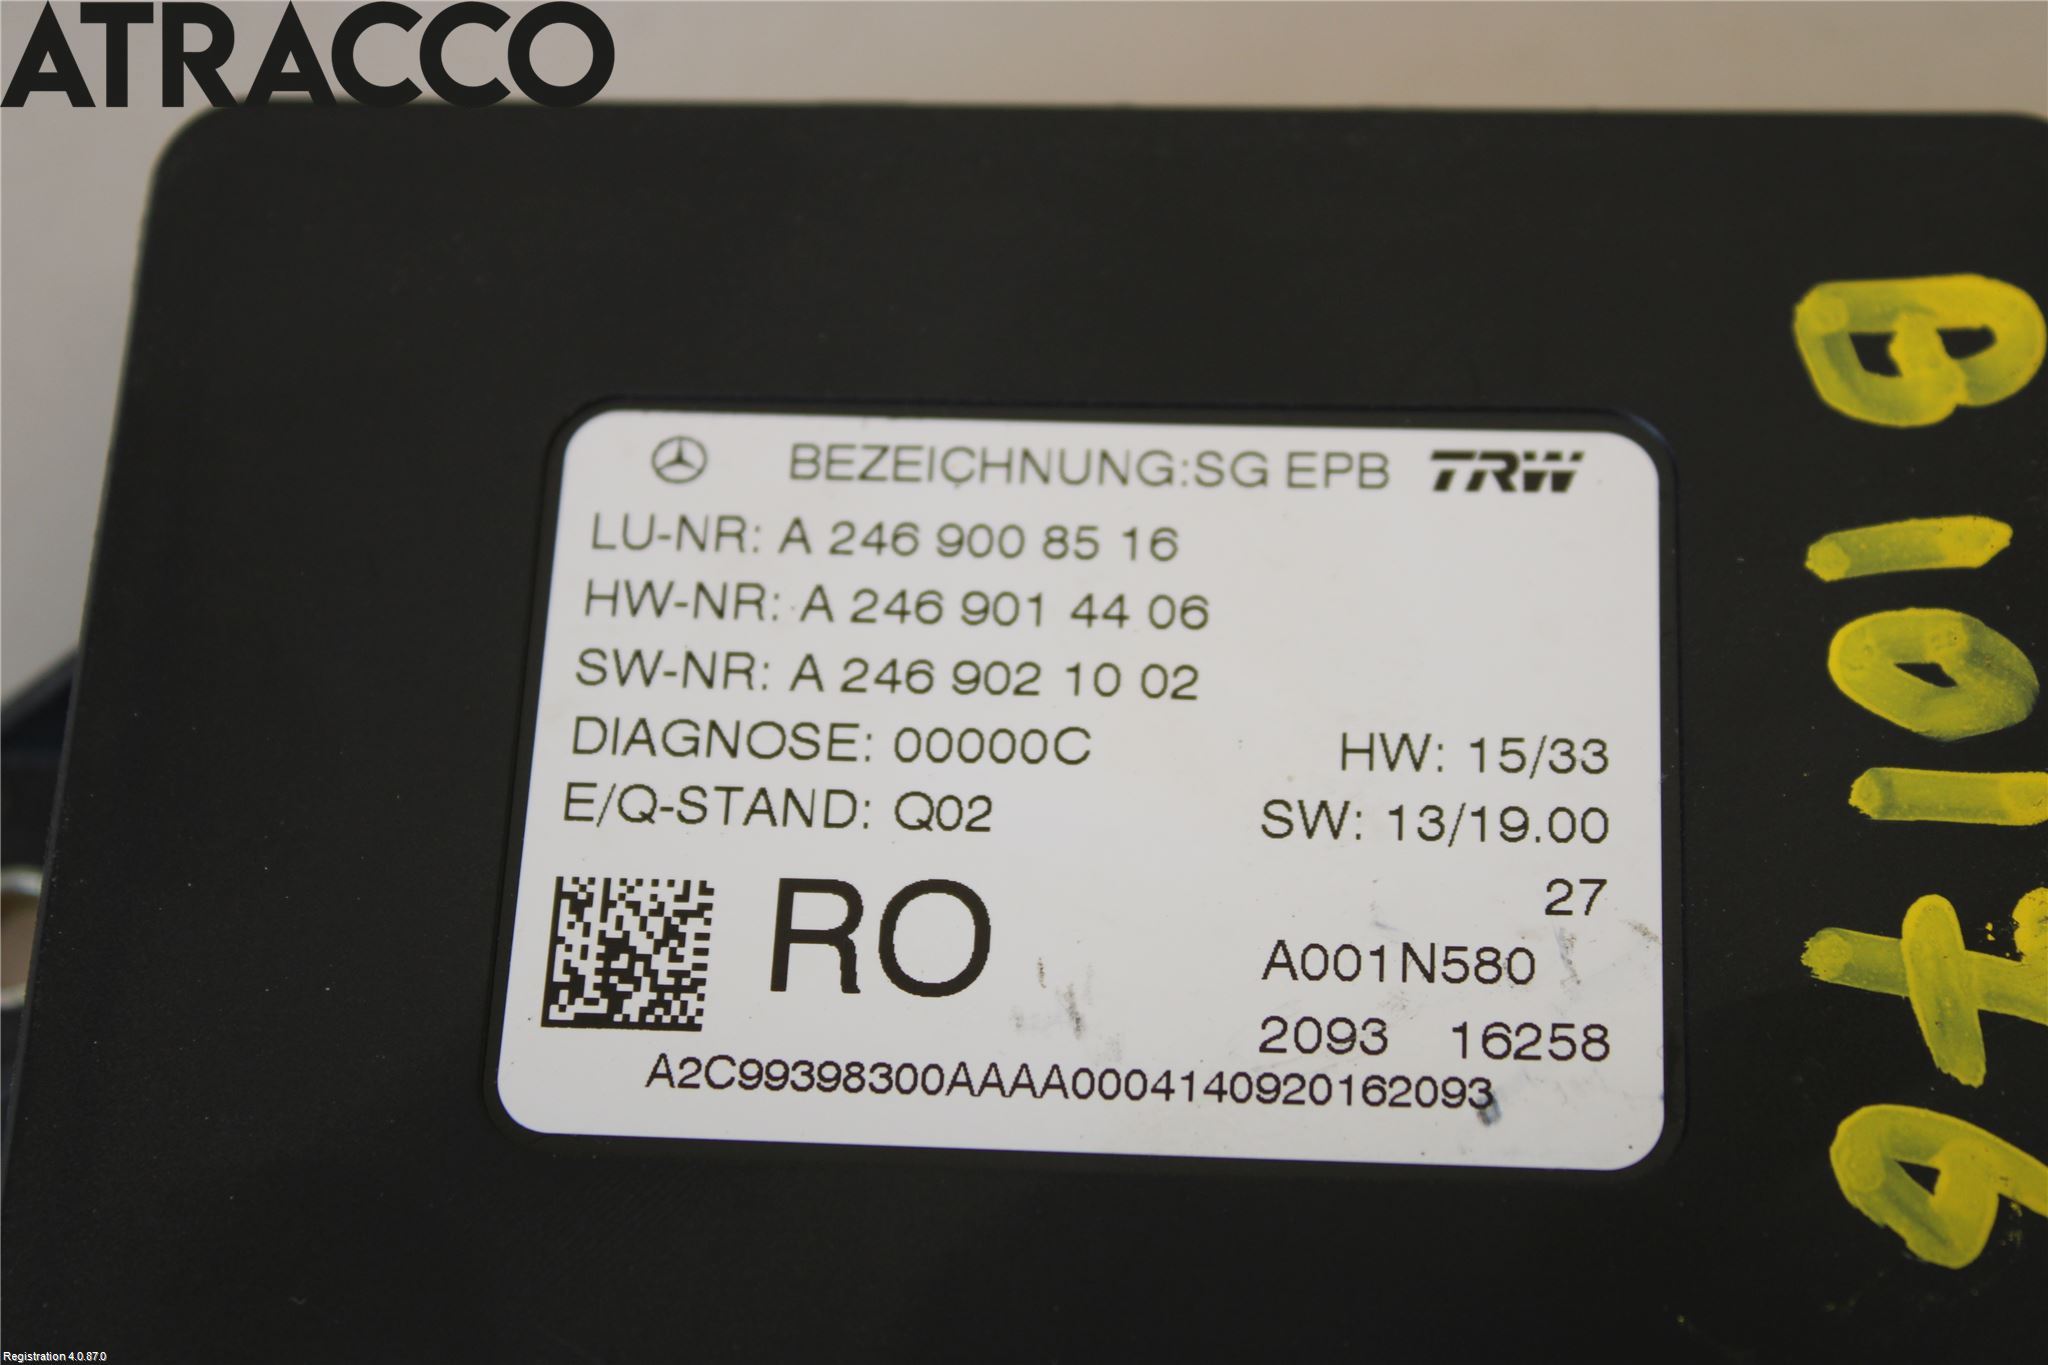 ATRACCO
BEZEICHNUNG:SG EPB TRW
LU-NR: A 246 900 85 16
HW-NR: A 246 901 44 06
SW-NR: A 246 902 10 02
DIAGNOSE: 00000C HW: 15/33
E/Q-STAND: Q02 SW: 13/19.00
27
RO A001N580
2093 16258
A2C99398300AAAA0004140920162093
971018
Registration 4.0.87.0